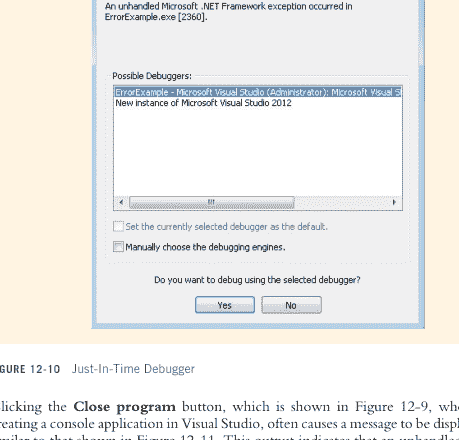 An unhandled Microsoft .NET Framework exception occurred in
ErrorExample.exe [2360].
Possible Debuggers:
ErrorExample - Microsoft Visual Studio (Administrator): Microsoft Visual S
New instance of Microsoft Visual Studio 2012
Set the currently selected debugger as the default.
Manually choose the debugging engines.
Do you want to debug using the selected debugger?
Yes No
GURE 12-10 Just-In-Time Debugger
licking the Close program button, which is shown in Figure 12-9, whe
reating a console application in Visual Studio, often causes a message to be displ
milar to that shown in Figure 12-11. This output indicates that an unhandled